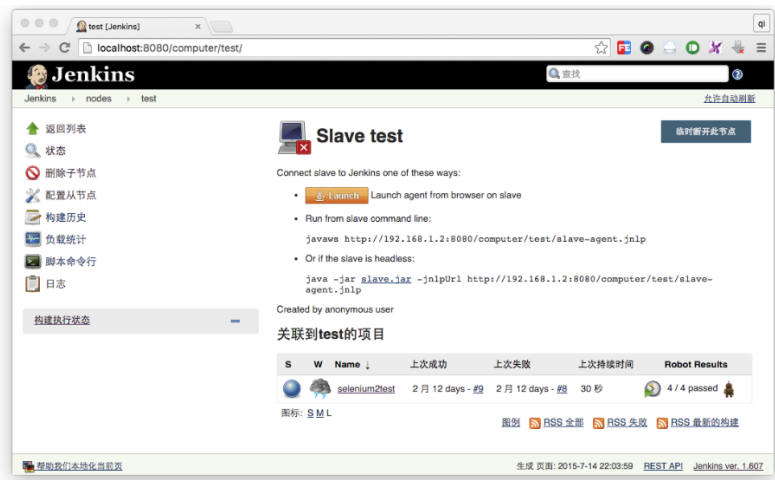 test [Jenkins]
qi
localhost:8080/computer/test/
FE
Jenkins
查找
Jenkins nodes test
允许自动刷新
返回列表
状态
删除子节点
配置从节点
构建历史
负载统计
脚本命令行
日志
构建执行状态
Slave test
临时断开此节点
Connect slave to Jenkins one of these ways:
Launch Launch agent from browser on slave
Run from slave command line:
javaws http://192.168.1.2:8080/computer/test/slave-agent.jnlp
Or if the slave is headless:
java -jar slave.jar -jnlpUrl http://192.168.1.2:8080/computer/test/slave-
agent.jnlp
Created by anonymous user
关联到test的项目
S W Name ↓ 上次成功 上次失败 上次持续时间 Robot Results
selenium2test 2 月 12 days - #9 2 月 12 days - #8 30 秒 4 / 4 passed
图标: S M L
图例 RSS 全部 RSS 失败 RSS 最新的构建
帮助我们本地化当前页
生成 页面: 2015-7-14 22:03:59 REST API Jenkins ver. 1.607